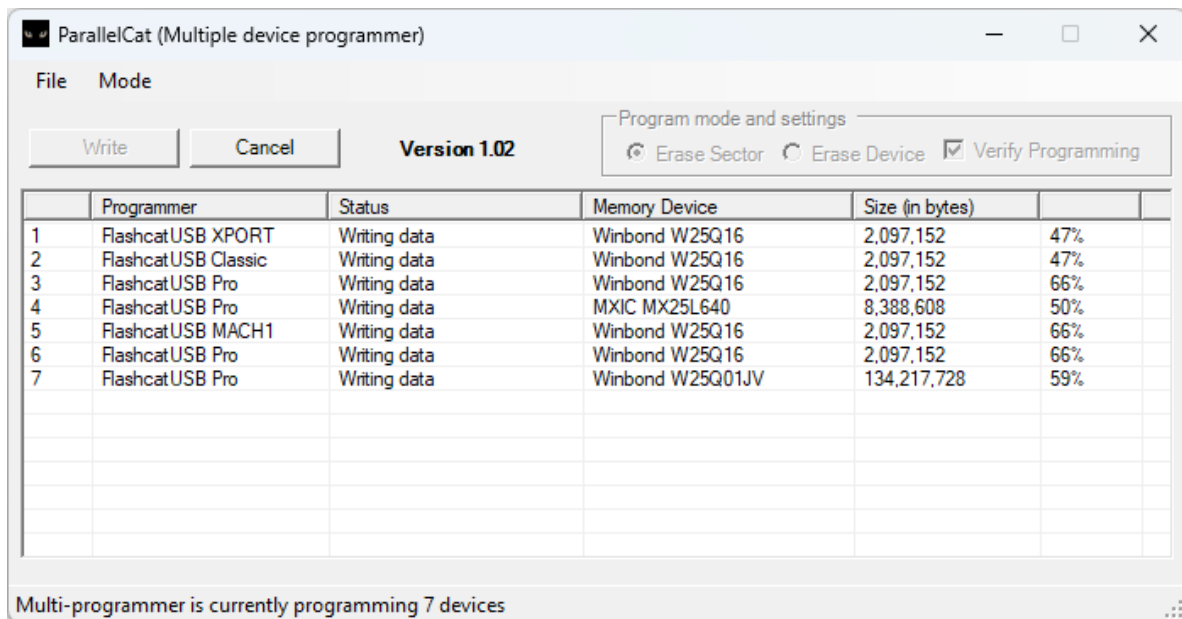 ParallelCat (Multiple device programmer)
File Mode
Write Cancel Version 1.02
Program mode and settings
Erase Sector Erase Device Verify Programming
Programmer Status Memory Device Size (in bytes)
1 FlashcatUSB XPORT Writing data Winbond W25Q16 2,097,152 47%
2 FlashcatUSB Classic Writing data Winbond W25Q16 2,097,152 47%
3 FlashcatUSB Pro Writing data Winbond W25Q16 2,097,152 66%
4 FlashcatUSB Pro Writing data MXIC MX25L640 8,388,608 50%
5 FlashcatUSB MACH1 Writing data Winbond W25Q16 2,097,152 66%
6 FlashcatUSB Pro Writing data Winbond W25Q16 2,097,152 66%
7 FlashcatUSB Pro Writing data Winbond W25Q01JV 134,217,728 59%
Multi-programmer is currently programming 7 devices